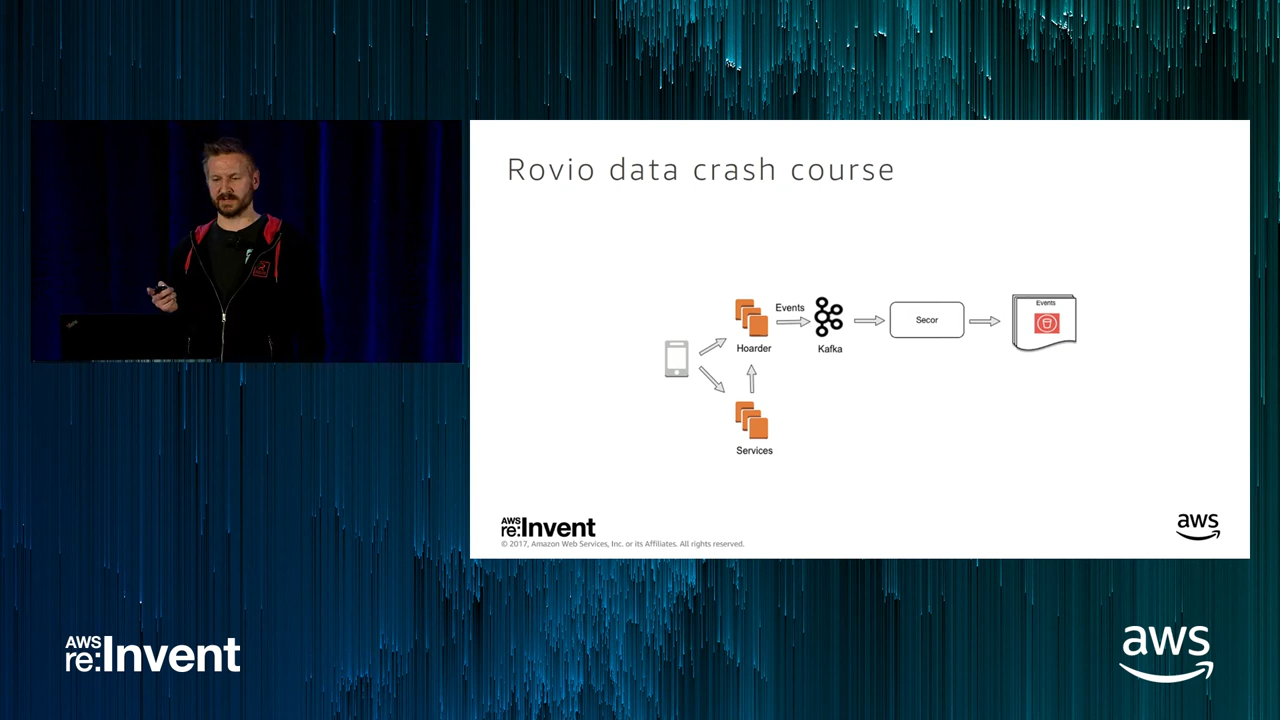 Rovio data crash course
Events
Events
Secor
Hoarder
Kafka
Services
AWS
re:Invent
© 2017, Amazon Web Services, Inc. or its Affiliates. All rights reserved.
aws
AWS
re:Invent
aws